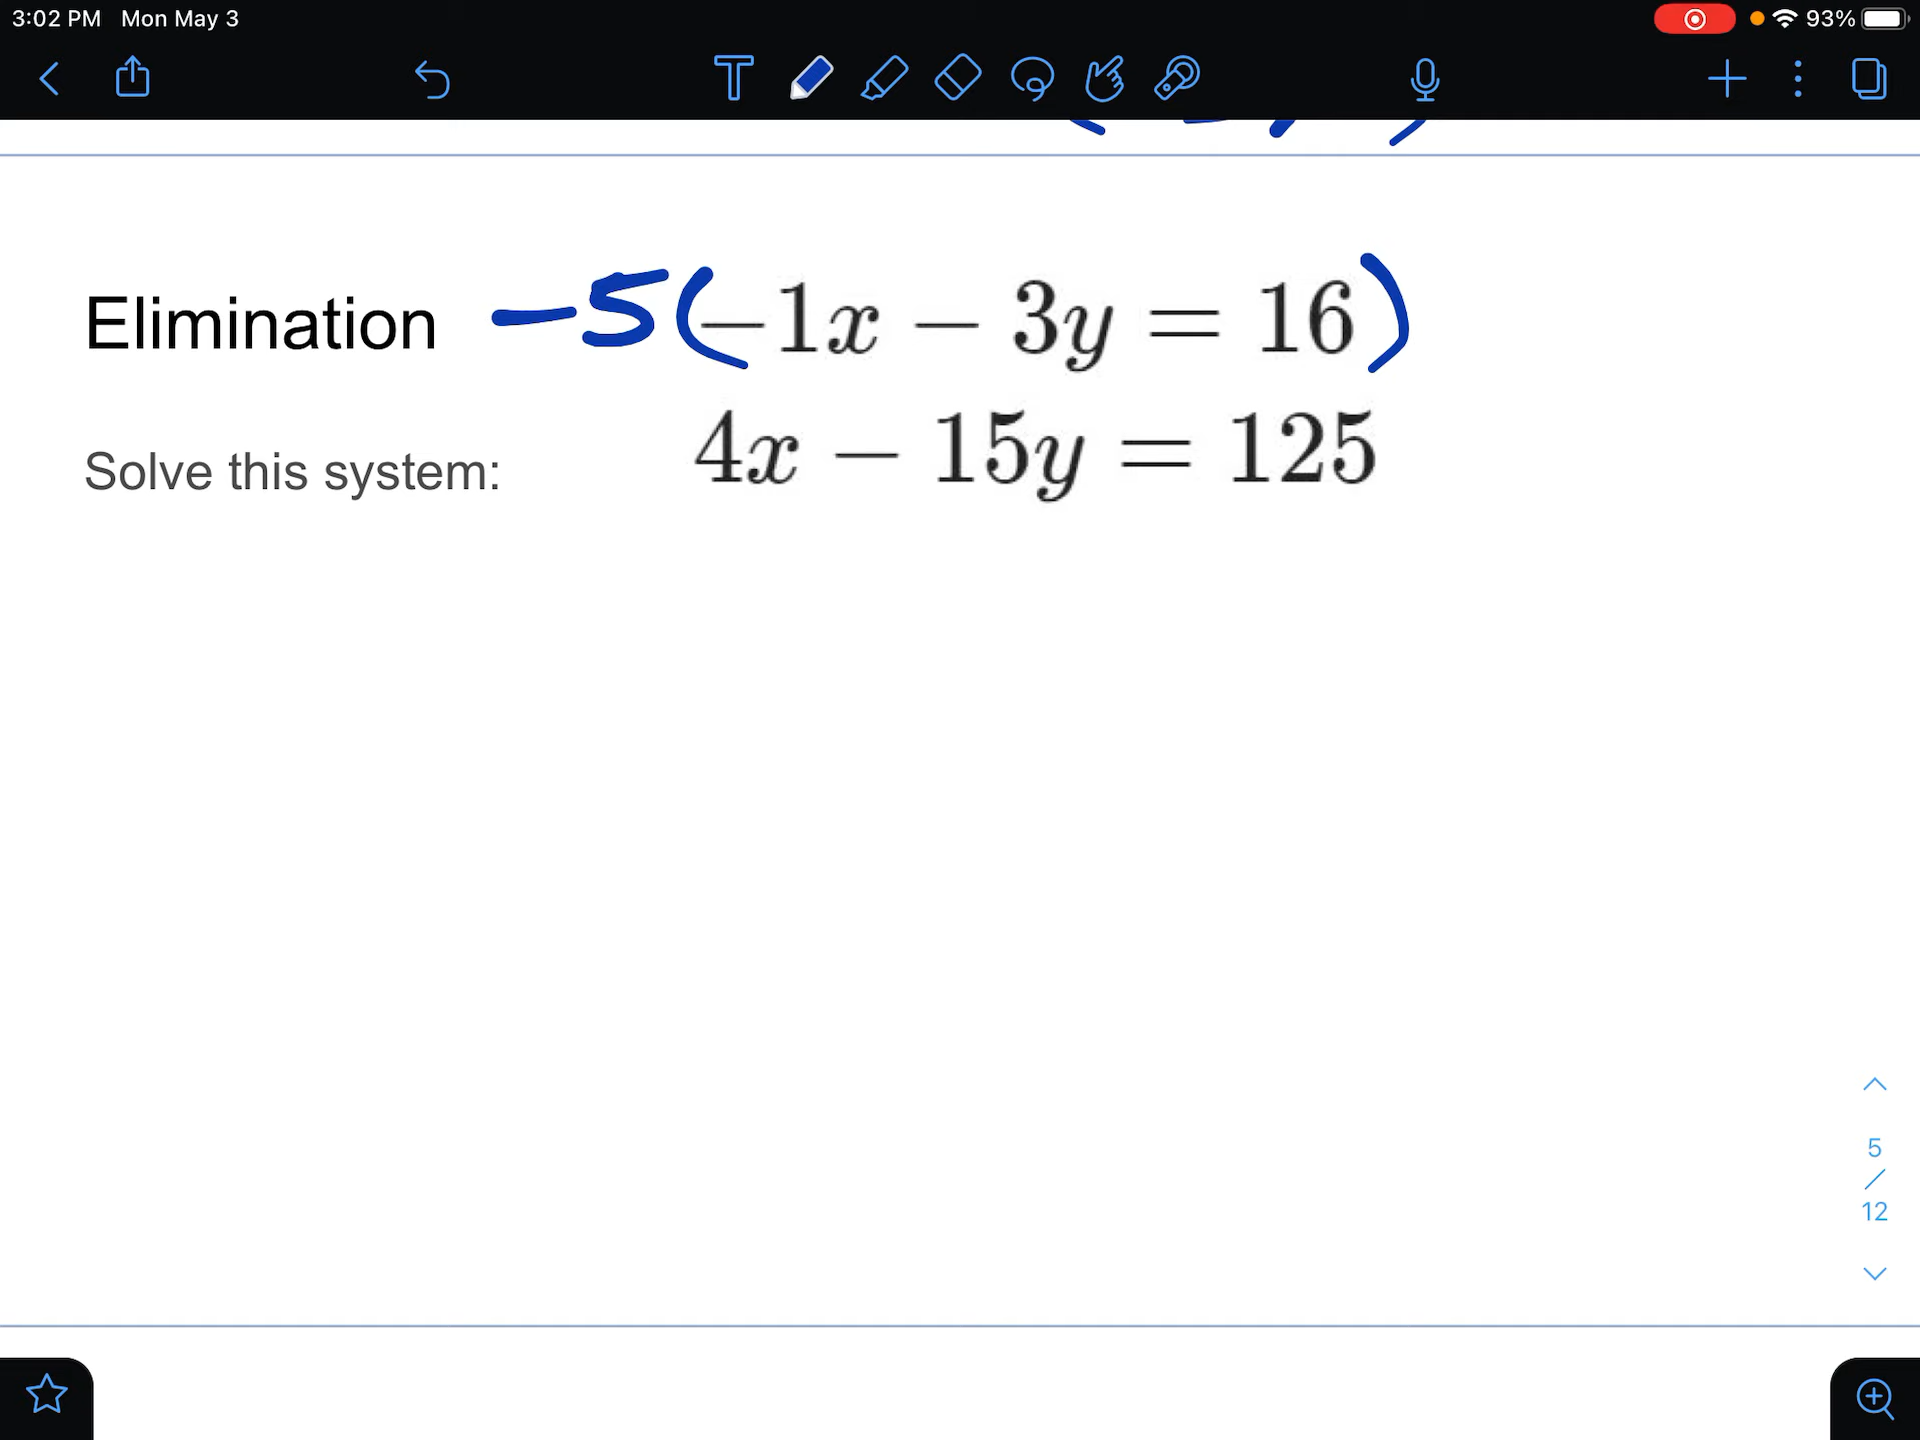 3:02 PM Mon May 3
93%
Elimination −5(−1x − 3y = 16)
4x − 15y = 125
Solve this system:
5
/
12